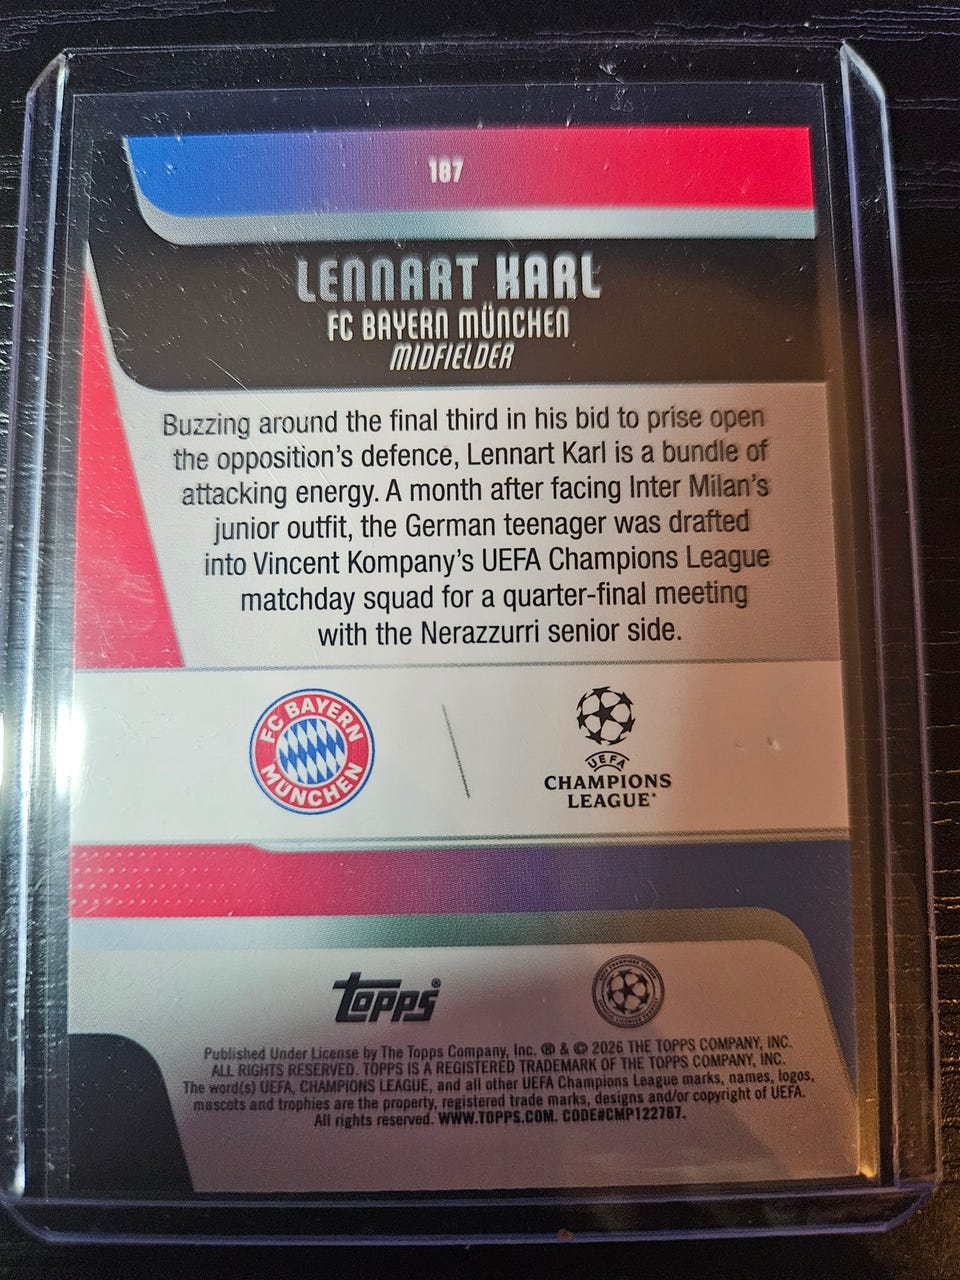 187
LENNART KARL
FC BAYERN MÜNCHEN
MIDFIELDER
Buzzing around the final third in his bid to prise open
the opposition's defence, Lennart Karl is a bundle of
attacking energy. A month after facing Inter Milan's
junior outfit, the German teenager was drafted
into Vincent Kompany's UEFA Champions League
matchday squad for a quarter-final meeting
with the Nerazzurri senior side.
FC BAYERN
MÜNCHEN
UEFA
CHAMPIONS
LEAGUE®
topps®
Published Under License by The Topps Company, Inc. ® & © 2026 THE TOPPS COMPANY, INC.
ALL RIGHTS RESERVED. TOPPS IS A REGISTERED TRADEMARK OF THE TOPPS COMPANY, INC.
The word(s) UEFA, CHAMPIONS LEAGUE, and all other UEFA Champions League marks, names, logos,
mascots and trophies are the property, registered trade marks, designs and/or copyright of UEFA.
All rights reserved. WWW.TOPPS.COM. CODE#CMP122767.